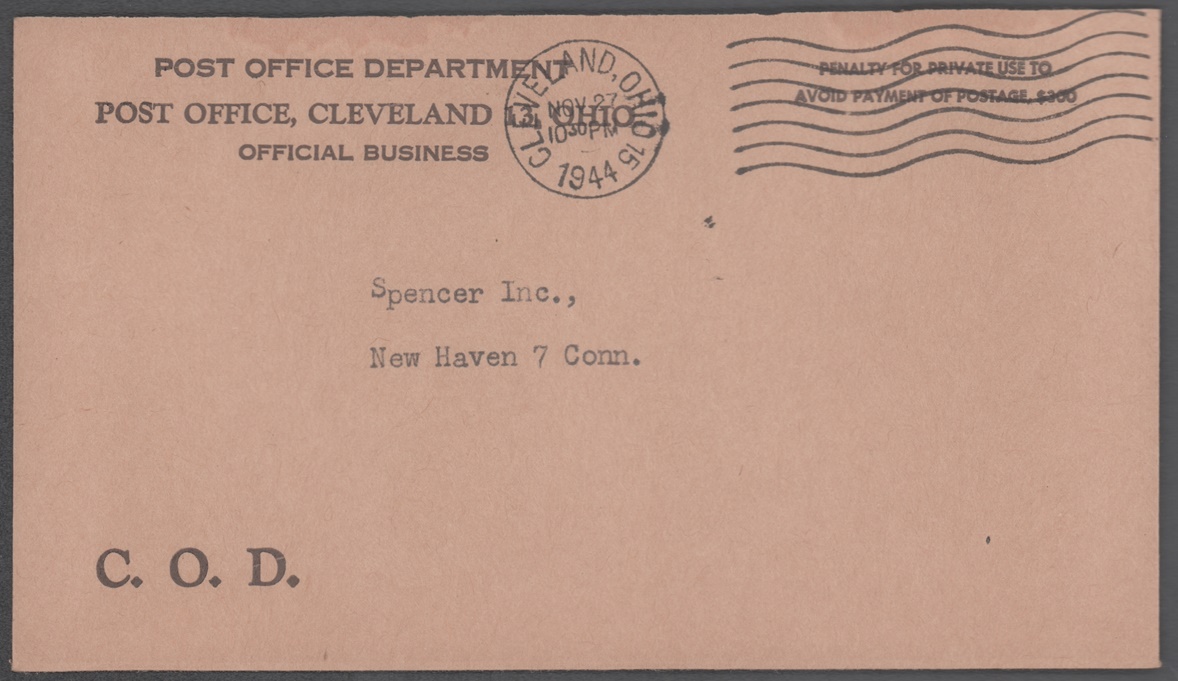 POST OFFICE DEPARTMENT
POST OFFICE, CLEVELAND 13, OHIO
OFFICIAL BUSINESS
CLEVELAND, OHIO 15
NOV 27
10 30 PM
1944
PENALTY FOR PRIVATE USE TO
AVOID PAYMENT OF POSTAGE, $300
Spencer Inc.,
New Haven 7 Conn.
C. O. D.